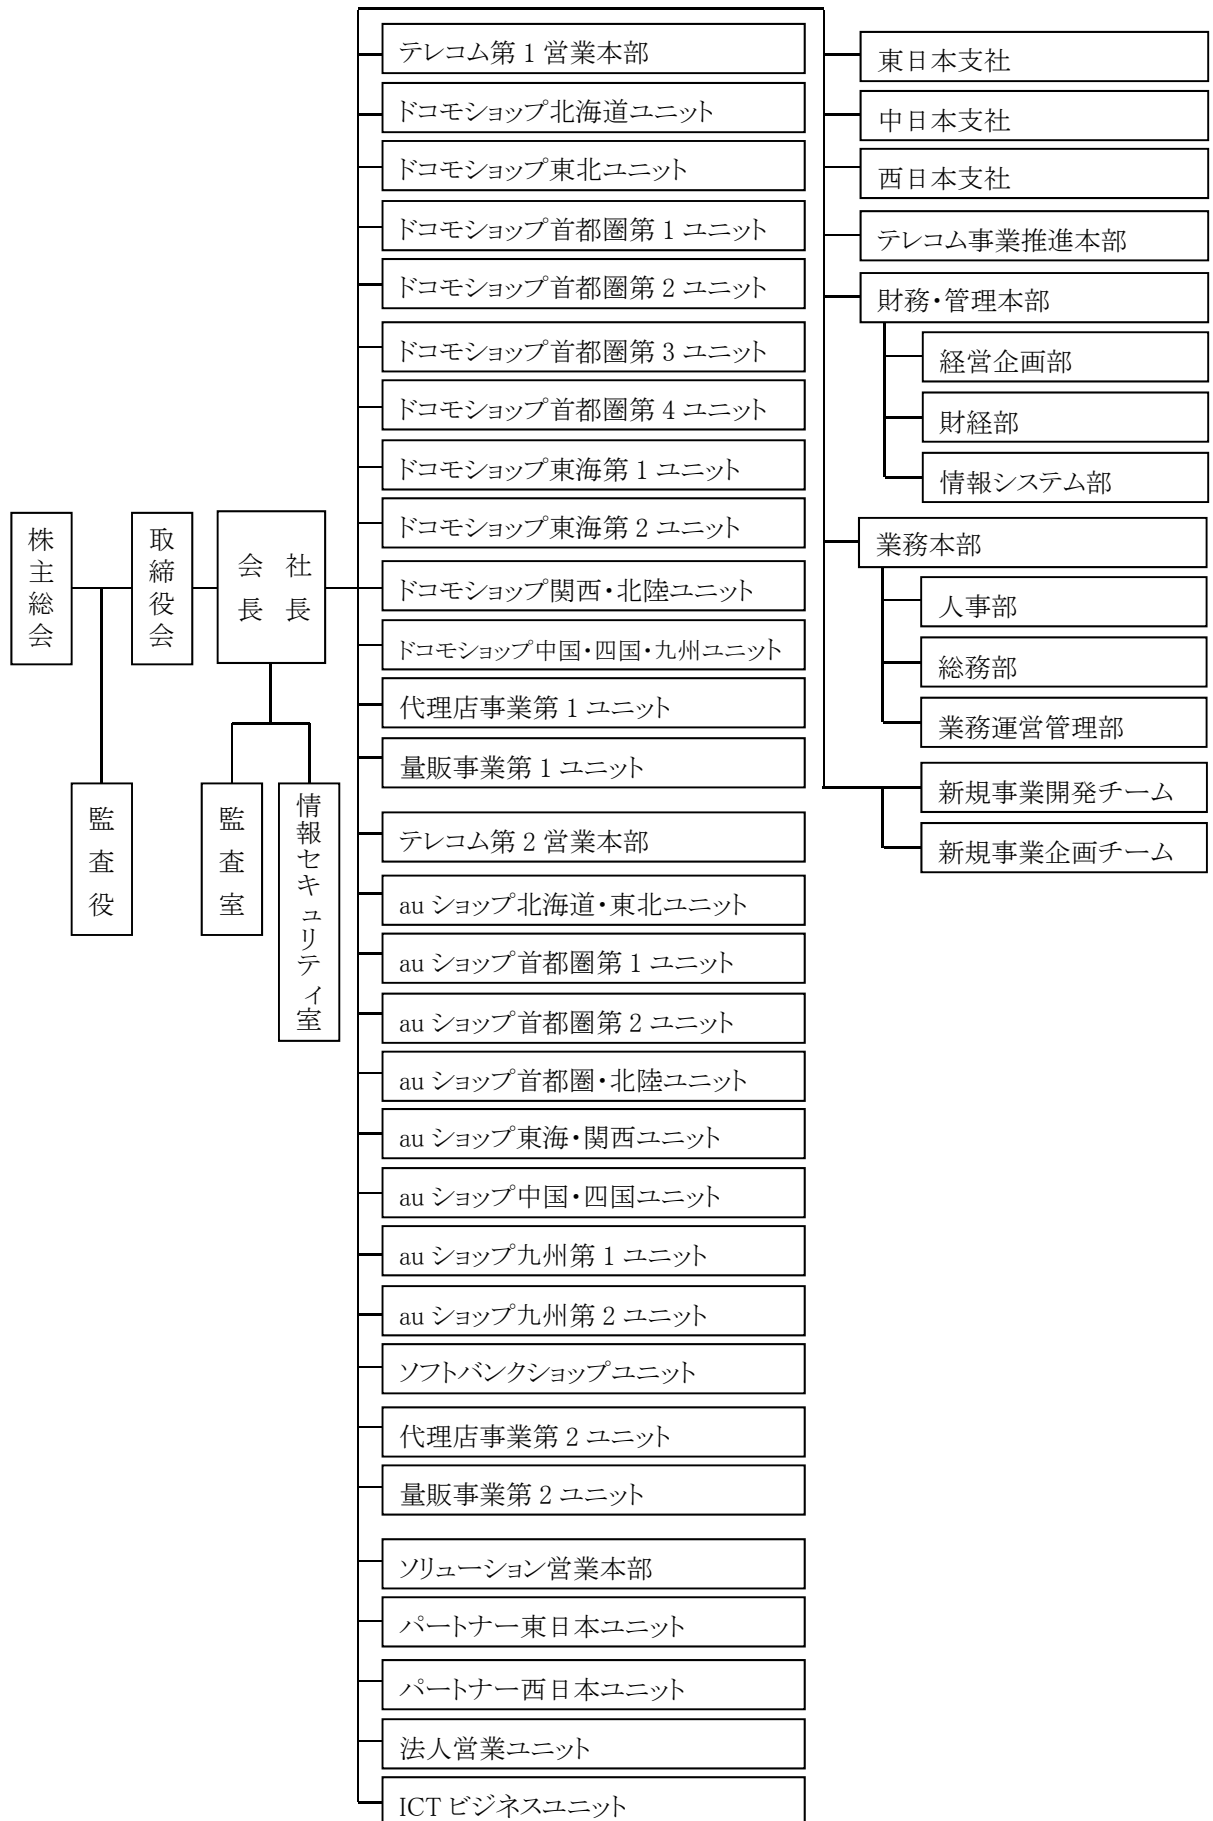 株主総会
取締役会
会長
社長
監査役
監査室
情報セキュリティ室
テレコム第1営業本部
ドコモショップ北海道ユニット
ドコモショップ東北ユニット
ドコモショップ首都圏第1ユニット
ドコモショップ首都圏第2ユニット
ドコモショップ首都圏第3ユニット
ドコモショップ首都圏第4ユニット
ドコモショップ東海第1ユニット
ドコモショップ東海第2ユニット
ドコモショップ関西・北陸ユニット
ドコモショップ中国・四国・九州ユニット
代理店事業第1ユニット
量販事業第1ユニット
テレコム第2営業本部
auショップ北海道・東北ユニット
auショップ首都圏第1ユニット
auショップ首都圏第2ユニット
auショップ首都圏・北陸ユニット
auショップ東海・関西ユニット
auショップ中国・四国ユニット
auショップ九州第1ユニット
auショップ九州第2ユニット
ソフトバンクショップユニット
代理店事業第2ユニット
量販事業第2ユニット
ソリューション営業本部
パートナー東日本ユニット
パートナー西日本ユニット
法人営業ユニット
ICTビジネスユニット
東日本支社
中日本支社
西日本支社
テレコム事業推進本部
財務・管理本部
経営企画部
財経部
情報システム部
業務本部
人事部
総務部
業務運営管理部
新規事業開発チーム
新規事業企画チーム